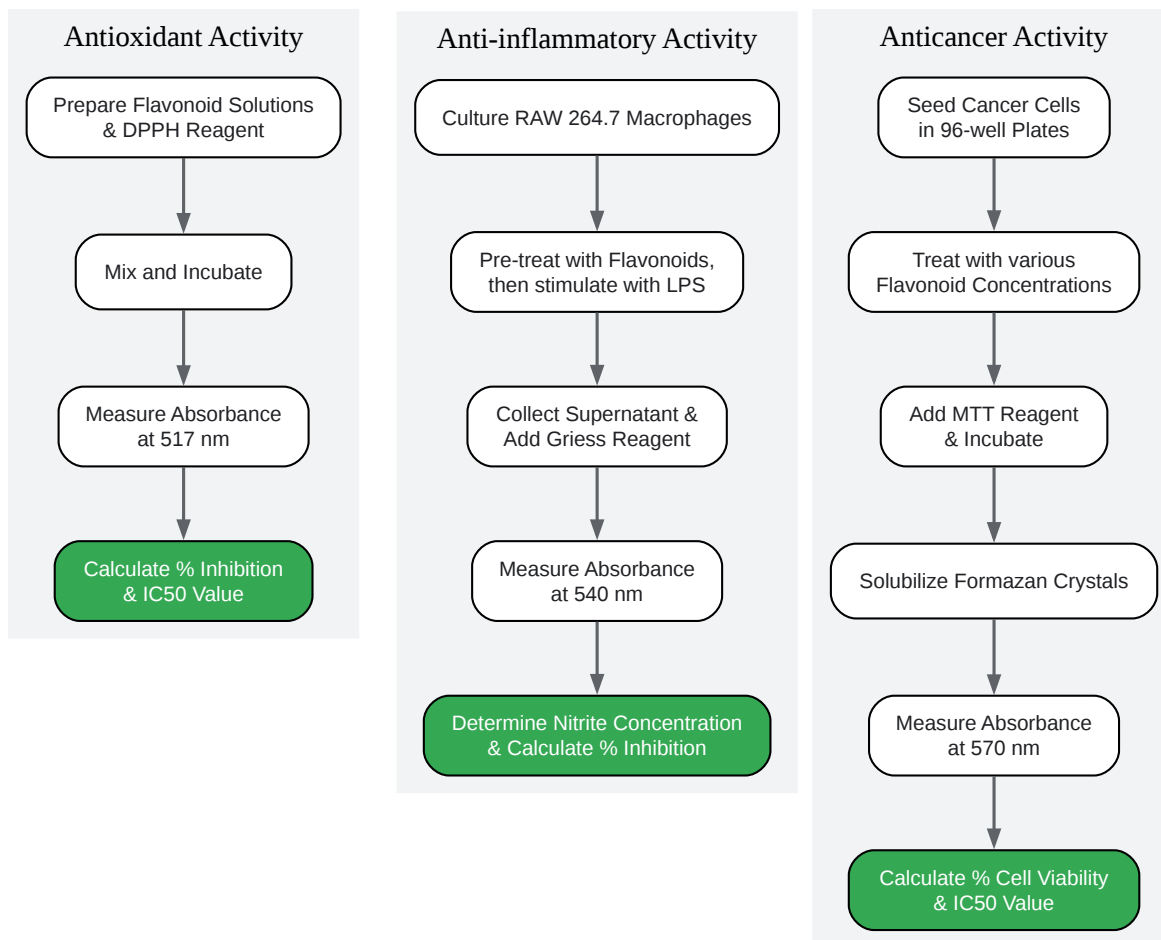 Antioxidant Activity
Prepare Flavonoid Solutions
& DPPH Reagent
Mix and Incubate
Measure Absorbance
at 517 nm
Calculate % Inhibition
& IC50 Value
Anti-inflammatory Activity
Culture RAW 264.7 Macrophages
Pre-treat with Flavonoids,
then stimulate with LPS
Collect Supernatant &
Add Griess Reagent
Measure Absorbance
at 540 nm
Determine Nitrite Concentration
& Calculate % Inhibition
Anticancer Activity
Seed Cancer Cells
in 96-well Plates
Treat with various
Flavonoid Concentrations
Add MTT Reagent
& Incubate
Solubilize Formazan Crystals
Measure Absorbance
at 570 nm
Calculate % Cell Viability
& IC50 Value